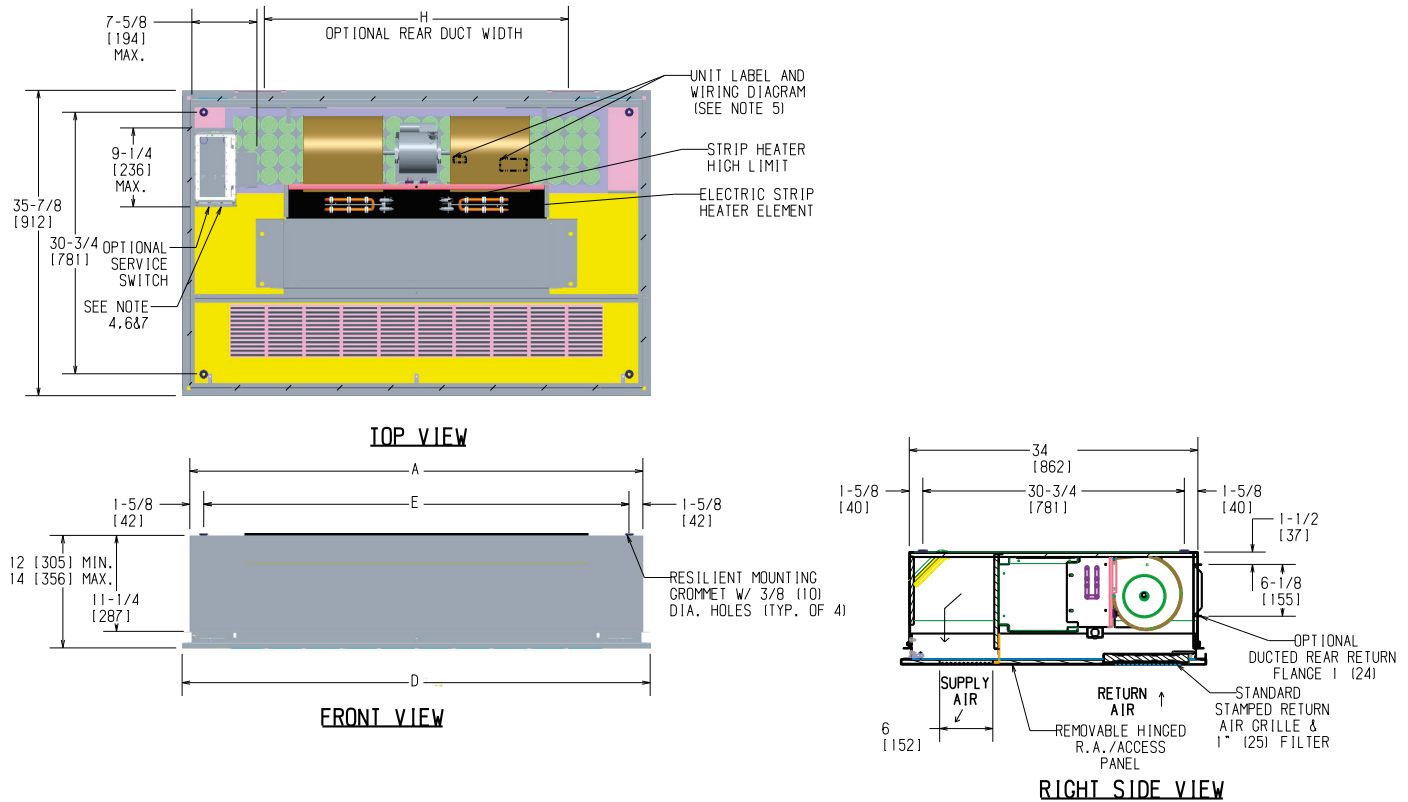 7-5/8
[194]
MAX.
H
OPTIONAL REAR DUCT WIDTH
UNIT LABEL AND
WIRING DIAGRAM
(SEE NOTE 5)
9-1/4
[236]
MAX.
STRIP HEATER
HIGH LIMIT
ELECTRIC STRIP
HEATER ELEMENT
35-7/8
[912]
30-3/4
[781]
OPTIONAL
SERVICE
SWITCH
SEE NOTE
4.6&7
TOP VIEW
A
1-5/8
[42]
E
1-5/8
[42]
12 [305] MIN.
14 [356] MAX.
11-1/4
[287]
RESILIENT MOUNTING
GROMMET W/ 3/8 (10)
DIA. HOLES (TYP. OF 4)
D
FRONT VIEW
34
[862]
1-5/8
[40]
30-3/4
[781]
1-5/8
[40]
1-1/2
[37]
6-1/8
[155]
OPTIONAL
DUCTED REAR RETURN
FLANGE 1 (24)
SUPPLY
AIR
RETURN
AIR
STANDARD
STAMPED RETURN
AIR GRILLE &
1" (25) FILTER
6
[152]
REMOVABLE HINGED
R.A./ACCESS
PANEL
RIGHT SIDE VIEW